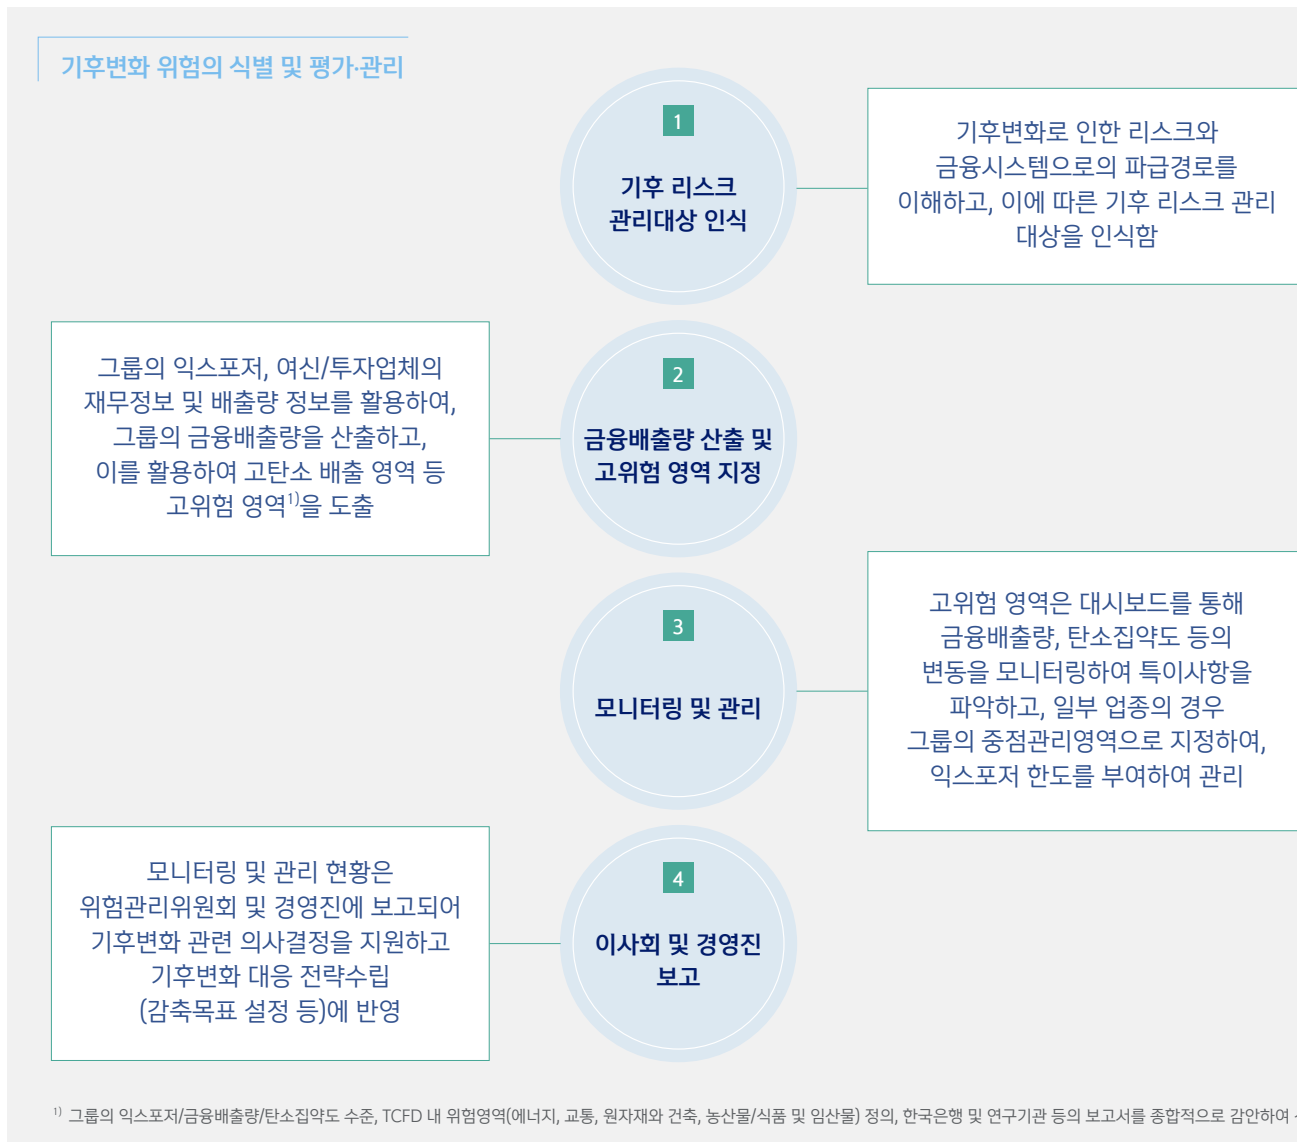 기후변화 위험의 식별 및 평가·관리
1
기후 리스크
관리대상 인식
기후변화로 인한 리스크와
금융시스템으로의 파급경로를
이해하고, 이에 따른 기후 리스크 관리
대상을 인식함
2
금융배출량 산출 및
고위험 영역 지정
그룹의 익스포저, 여신/투자업체의
재무정보 및 배출량 정보를 활용하여,
그룹의 금융배출량을 산출하고,
이를 활용하여 고탄소 배출 영역 등
고위험 영역1)을 도출
3
모니터링 및 관리
고위험 영역은 대시보드를 통해
금융배출량, 탄소집약도 등의
변동을 모니터링하여 특이사항을
파악하고, 일부 업종의 경우
그룹의 중점관리영역으로 지정하여,
익스포저 한도를 부여하여 관리
4
이사회 및 경영진
보고
모니터링 및 관리 현황은
위험관리위원회 및 경영진에 보고되어
기후변화 관련 의사결정을 지원하고
기후변화 대응 전략수립
(감축목표 설정 등)에 반영
1) 그룹의 익스포저/금융배출량/탄소집약도 수준, TCFD 내 위험영역(에너지, 교통, 원자재와 건축, 농산물/식품 및 임산물) 정의, 한국은행 및 연구기관 등의 보고서를 종합적으로 감안하여